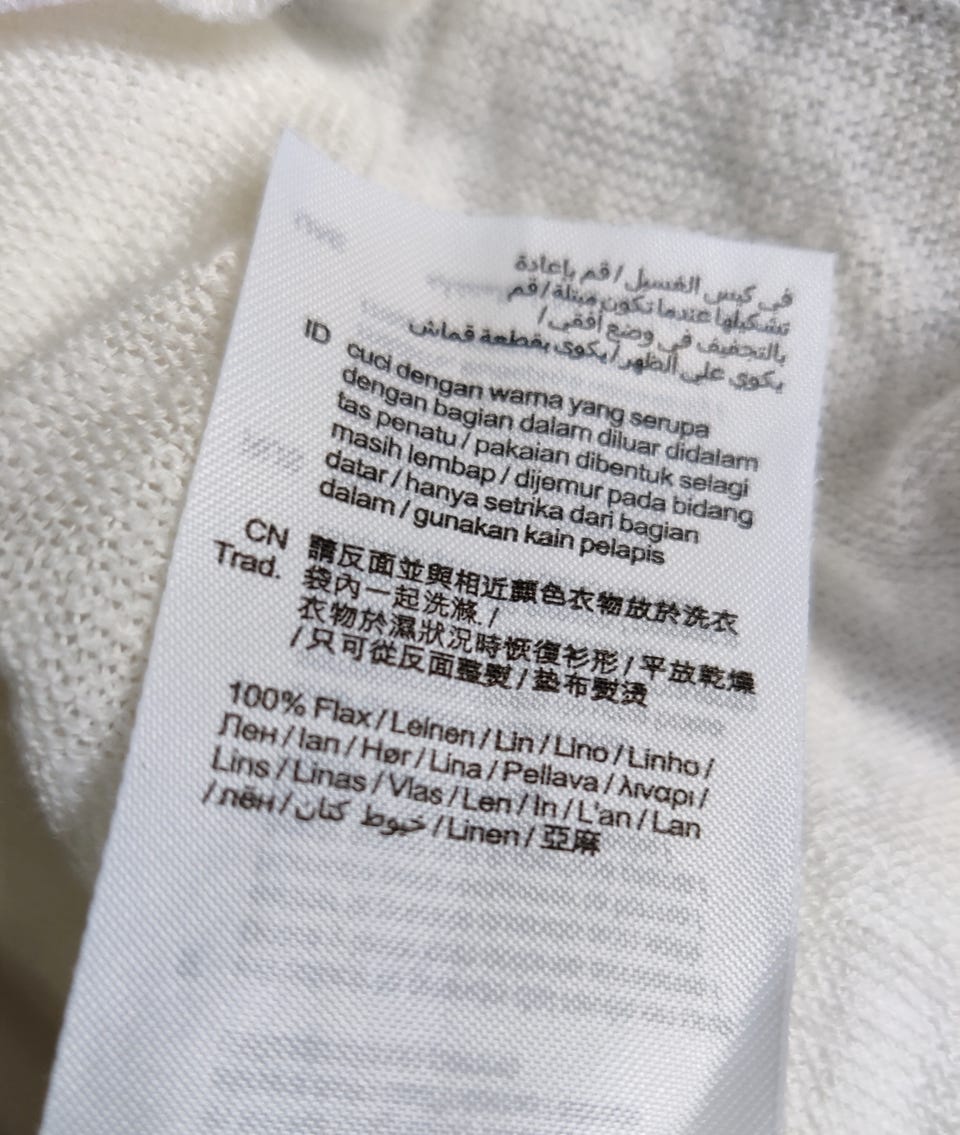 في كيس الغسيل / قم بإعادة
تشكيلها عندما تكون مبتلة / قم
بالتجفيف في وضع أفقي /
يكوى على الظهر / يكوى بقطعة قماش
ID cuci dengan warna yang serupa
dengan bagian dalam diluar didalam
tas penatu / pakaian dibentuk selagi
masih lembap / dijemur pada bidang
datar / hanya setrika dari bagian
dalam / gunakan kain pelapis
CN 請反面並與相近顏色衣物放於洗衣
Trad. 袋內一起洗滌. /
衣物於濕狀況時恢復衫形 / 平放乾燥
/ 只可從反面整熨 / 垫布熨烫
100% Flax / Leinen / Lin / Lino / Linho /
Лен / Ian / Hør / Lina / Pellava / λιναρι /
Lins / Linas / Vlas / Len / In / L'an / Lan
/ лён / خيوط كتان / Linen / 亞麻